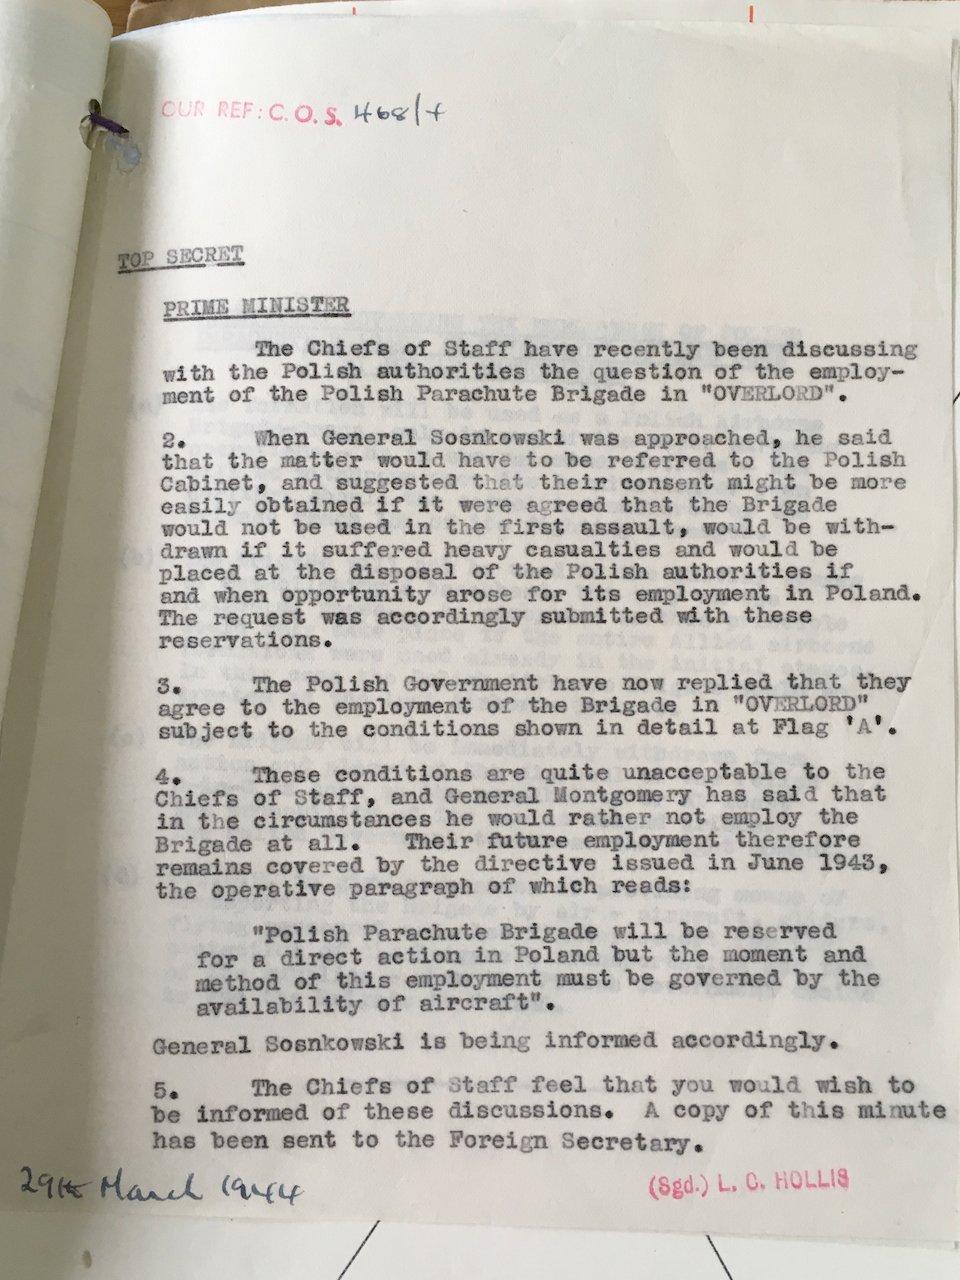 OUR REF: C.O.S. 468/4
TOP SECRET
PRIME MINISTER
The Chiefs of Staff have recently been discussing
with the Polish authorities the question of the employ-
ment of the Polish Parachute Brigade in "OVERLORD".
2. When General Sosnkowski was approached, he said
that the matter would have to be referred to the Polish
Cabinet, and suggested that their consent might be more
easily obtained if it were agreed that the Brigade
would not be used in the first assault, would be with-
drawn if it suffered heavy casualties and would be
placed at the disposal of the Polish authorities if
and when opportunity arose for its employment in Poland.
The request was accordingly submitted with these
reservations.
3. The Polish Government have now replied that they
agree to the employment of the Brigade in "OVERLORD"
subject to the conditions shown in detail at Flag 'A'.
4. These conditions are quite unacceptable to the
Chiefs of Staff, and General Montgomery has said that
in the circumstances he would rather not employ the
Brigade at all. Their future employment therefore
remains covered by the directive issued in June 1943,
the operative paragraph of which reads:
"Polish Parachute Brigade will be reserved
for a direct action in Poland but the moment and
method of this employment must be governed by the
availability of aircraft".
General Sosnkowski is being informed accordingly.
5. The Chiefs of Staff feel that you would wish to
be informed of these discussions. A copy of this minute
has been sent to the Foreign Secretary.
29th March 1944
(Sgd.) L. C. HOLLIS